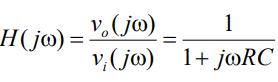 H(jω) = v_o(jω) / v_i(jω) = 1 / (1 + jωRC)